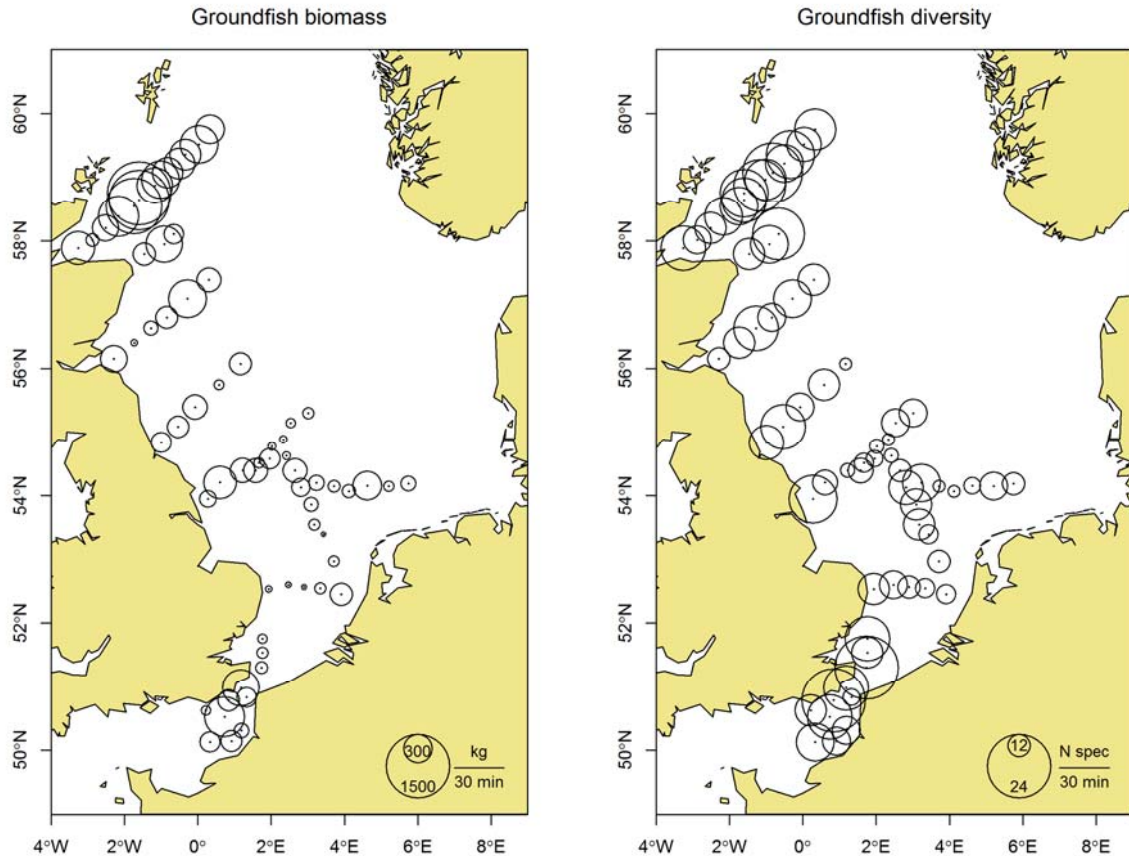 Groundfish biomass
Groundfish diversity
60°N
58°N
56°N
54°N
52°N
50°N
4°W
2°W
0°
2°E
4°E
6°E
8°E
300
1500
kg
30 min
60°N
58°N
56°N
54°N
52°N
50°N
4°W
2°W
0°
2°E
4°E
6°E
8°E
12
24
N spec
30 min